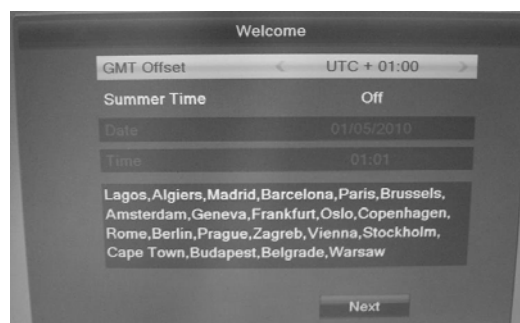 Welcome
GMT Offset < UTC + 01:00 >
Summer Time Off
Date 01/05/2010
Time 01:01
Lagos,Algiers,Madrid,Barcelona,Paris,Brussels,
Amsterdam,Geneva,Frankfurt,Oslo,Copenhagen,
Rome,Berlin,Prague,Zagreb,Vienna,Stockholm,
Cape Town,Budapest,Belgrade,Warsaw
Next